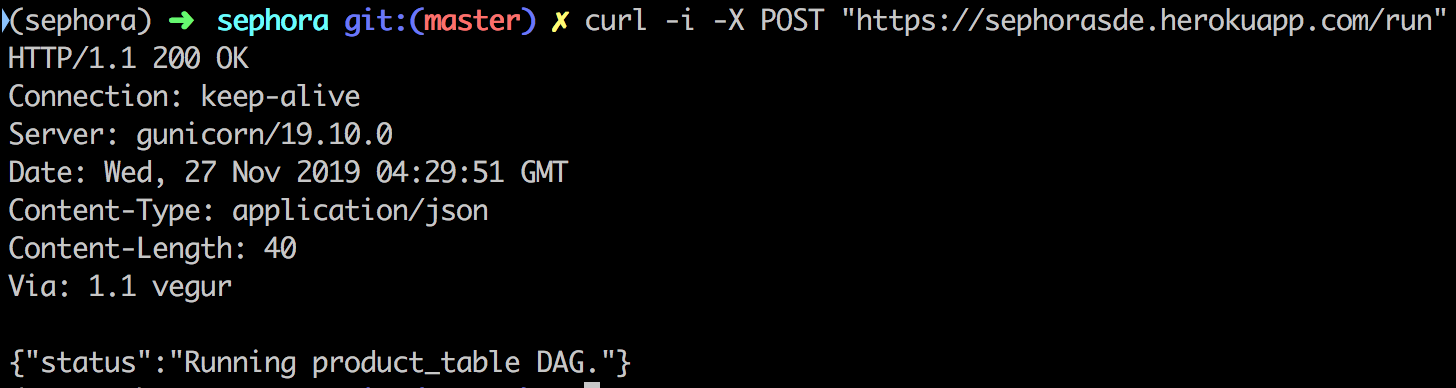 (sephora) ➜ sephora git:(master) ✗ curl -i -X POST "https://sephorasde.herokuapp.com/run"
HTTP/1.1 200 OK
Connection: keep-alive
Server: gunicorn/19.10.0
Date: Wed, 27 Nov 2019 04:29:51 GMT
Content-Type: application/json
Content-Length: 40
Via: 1.1 vegur
{"status":"Running product_table DAG."}